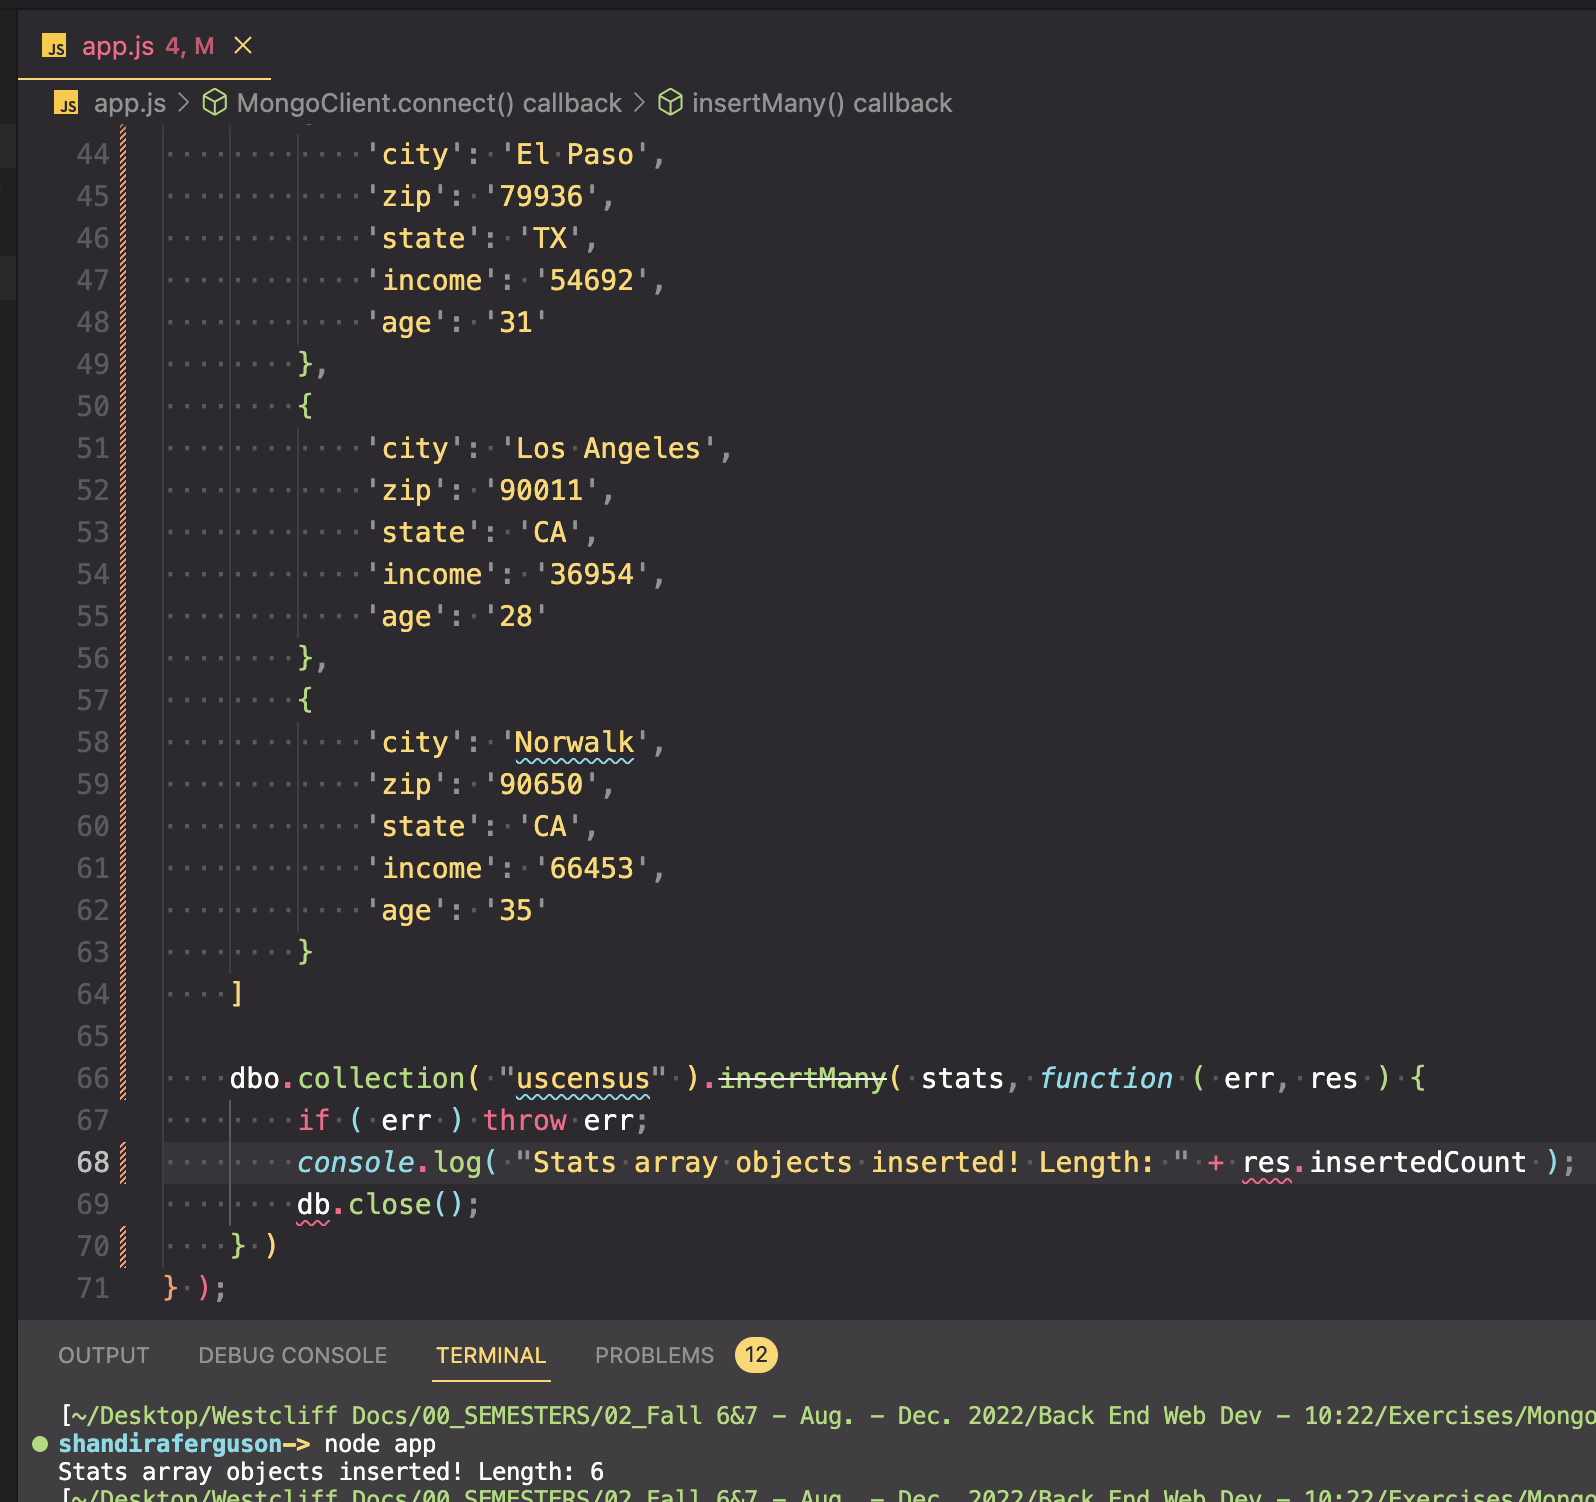 JS app.js 4, M
JS app.js > MongoClient.connect() callback > insertMany() callback
44 'city': 'El Paso',
45 'zip': '79936',
46 'state': 'TX',
47 'income': '54692',
48 'age': '31'
49 },
50 {
51 'city': 'Los Angeles',
52 'zip': '90011',
53 'state': 'CA',
54 'income': '36954',
55 'age': '28'
56 },
57 {
58 'city': 'Norwalk',
59 'zip': '90650',
60 'state': 'CA',
61 'income': '66453',
62 'age': '35'
63 }
64 ]
65
66 dbo.collection( "uscensus" ).insertMany( stats, function ( err, res ) {
67 if ( err ) throw err;
68 console.log( "Stats array objects inserted! Length: " + res.insertedCount );
69 db.close();
70 } )
71 } );
OUTPUT DEBUG CONSOLE TERMINAL PROBLEMS 12
[~/Desktop/Westcliff Docs/00_SEMESTERS/02_Fall 6&7 – Aug. – Dec. 2022/Back End Web Dev – 10:22/Exercises/Mongo
shandiraferguson—> node app
Stats array objects inserted! Length: 6
[~/Desktop/Westcliff Docs/00_SEMESTERS/02_Fall 6&7 – Aug. – Dec. 2022/Back End Web Dev – 10:22/Exercises/Mongo